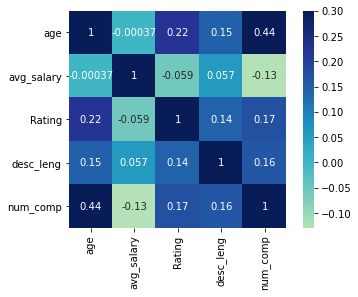 age 1 -0.00037 0.22 0.15 0.44
avg_salary -0.00037 1 -0.059 0.057 -0.13
Rating 0.22 -0.059 1 0.14 0.17
desc_leng 0.15 0.057 0.14 1 0.16
num_comp 0.44 -0.13 0.17 0.16 1
age avg_salary Rating desc_leng num_comp
0.30
0.25
0.20
0.15
0.10
0.05
0.00
-0.05
-0.10